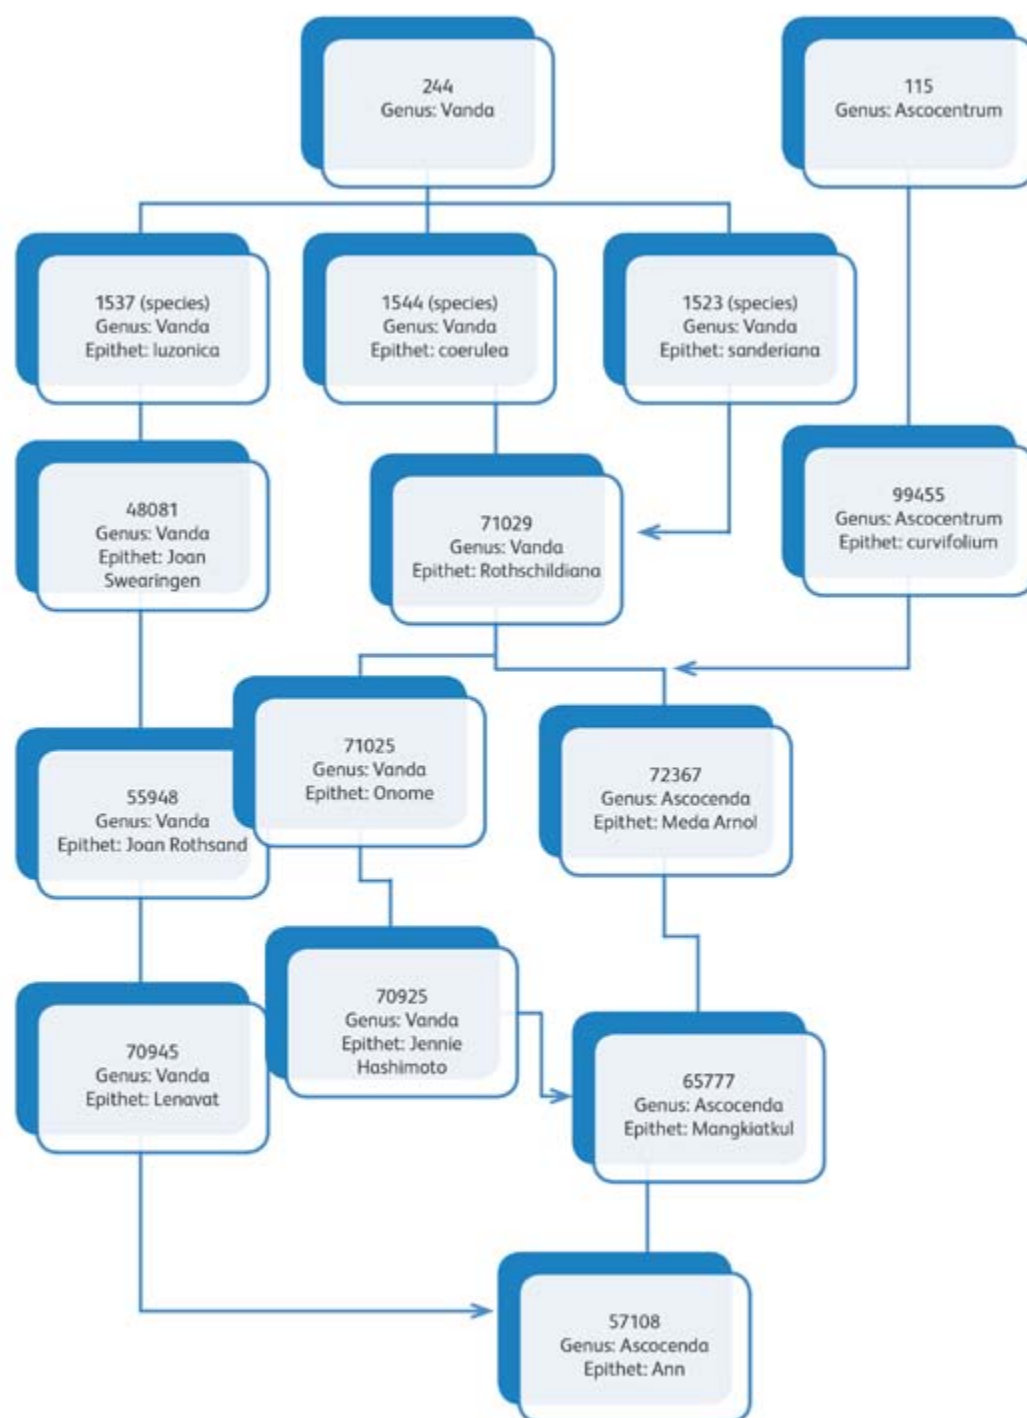 244
Genus: Vanda
115
Genus: Ascocentrum
1537 (species)
Genus: Vanda
Epithet: luzonica
1544 (species)
Genus: Vanda
Epithet: coerulea
1523 (species)
Genus: Vanda
Epithet: sanderiana
48081
Genus: Vanda
Epithet: Joan
Swearingen
71029
Genus: Vanda
Epithet: Rothschildiana
99455
Genus: Ascocentrum
Epithet: curvifolium
55948
Genus: Vanda
Epithet: Joan Rothsand
71025
Genus: Vanda
Epithet: Onome
72367
Genus: Ascocenda
Epithet: Meda Arnol
70945
Genus: Vanda
Epithet: Lenavat
70925
Genus: Vanda
Epithet: Jennie
Hashimoto
65777
Genus: Ascocenda
Epithet: Mangkiatkul
57108
Genus: Ascocenda
Epithet: Ann